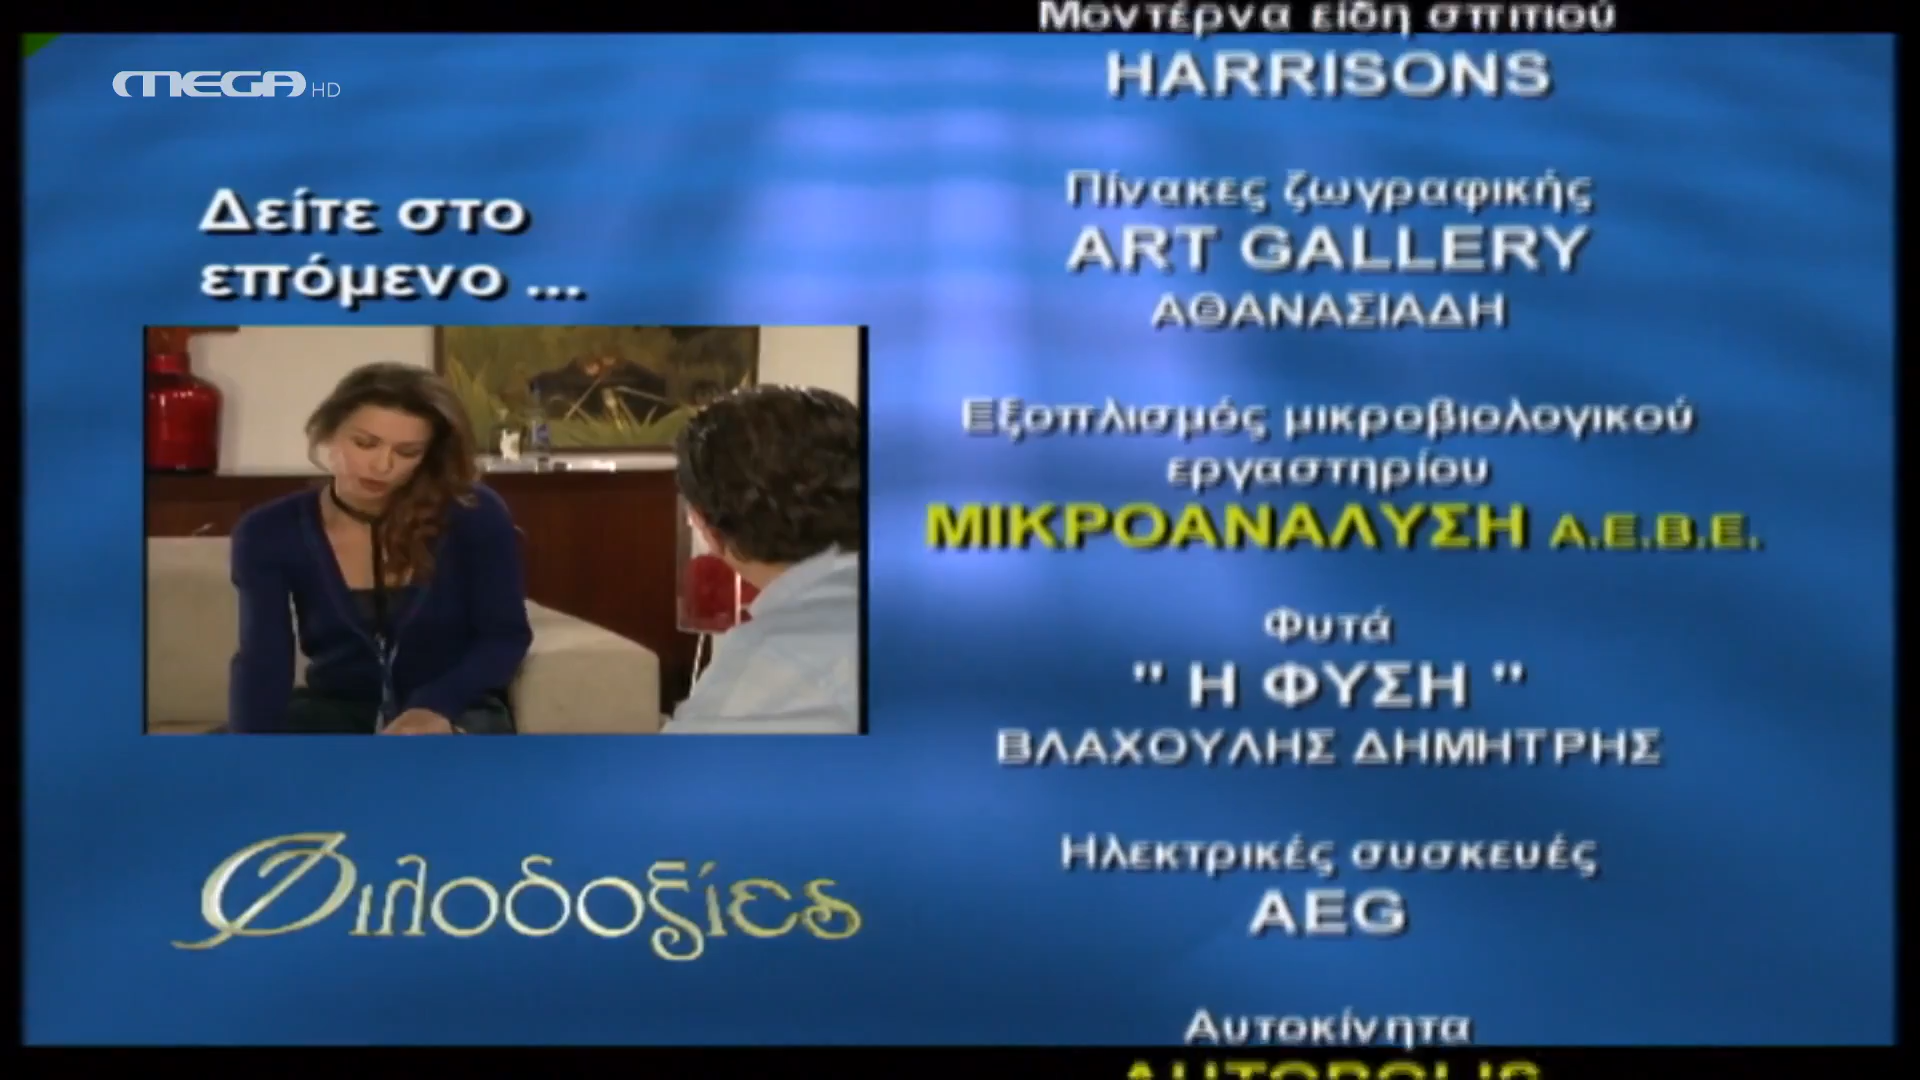 MEGA HD
Δείτε στο
επόμενο ...
Φιλοδοξίες
Μοντέρνα είδη σπιτιού
HARRISONS
Πίνακες ζωγραφικής
ART GALLERY
ΑΘΑΝΑΣΙΑΔΗ
Εξοπλισμός μικροβιολογικού
εργαστηρίου
ΜΙΚΡΟΑΝΑΛΥΣΗ Α.Ε.Β.Ε.
Φυτά
" Η ΦΥΣΗ "
ΒΛΑΧΟΥΛΗΣ ΔΗΜΗΤΡΗΣ
Ηλεκτρικές συσκευές
AEG
Αυτοκίνητα
AUTOPOLIS